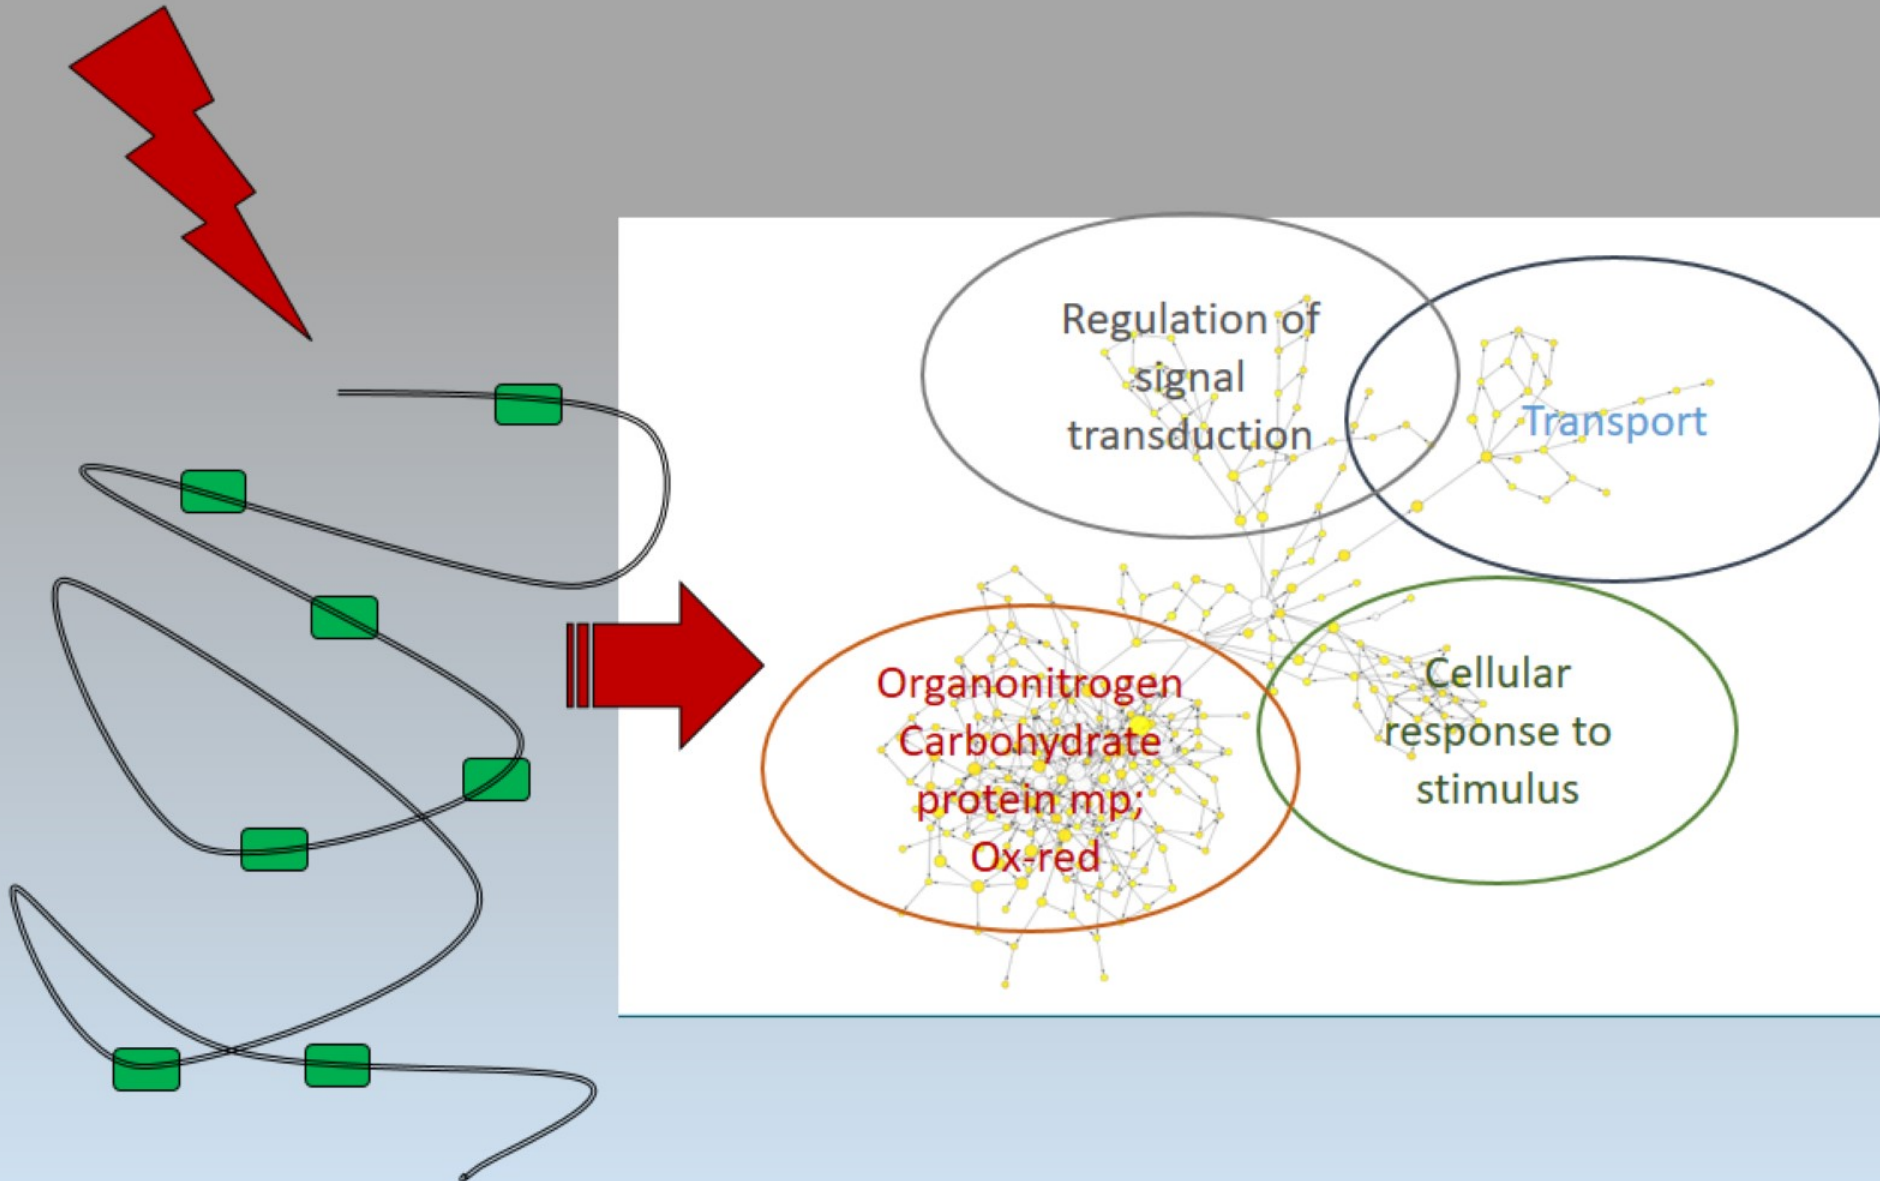 Regulation of
signal
transduction
Transport
Organonitrogen
Carbohydrate
protein mp;
Ox-red
Cellular
response to
stimulus